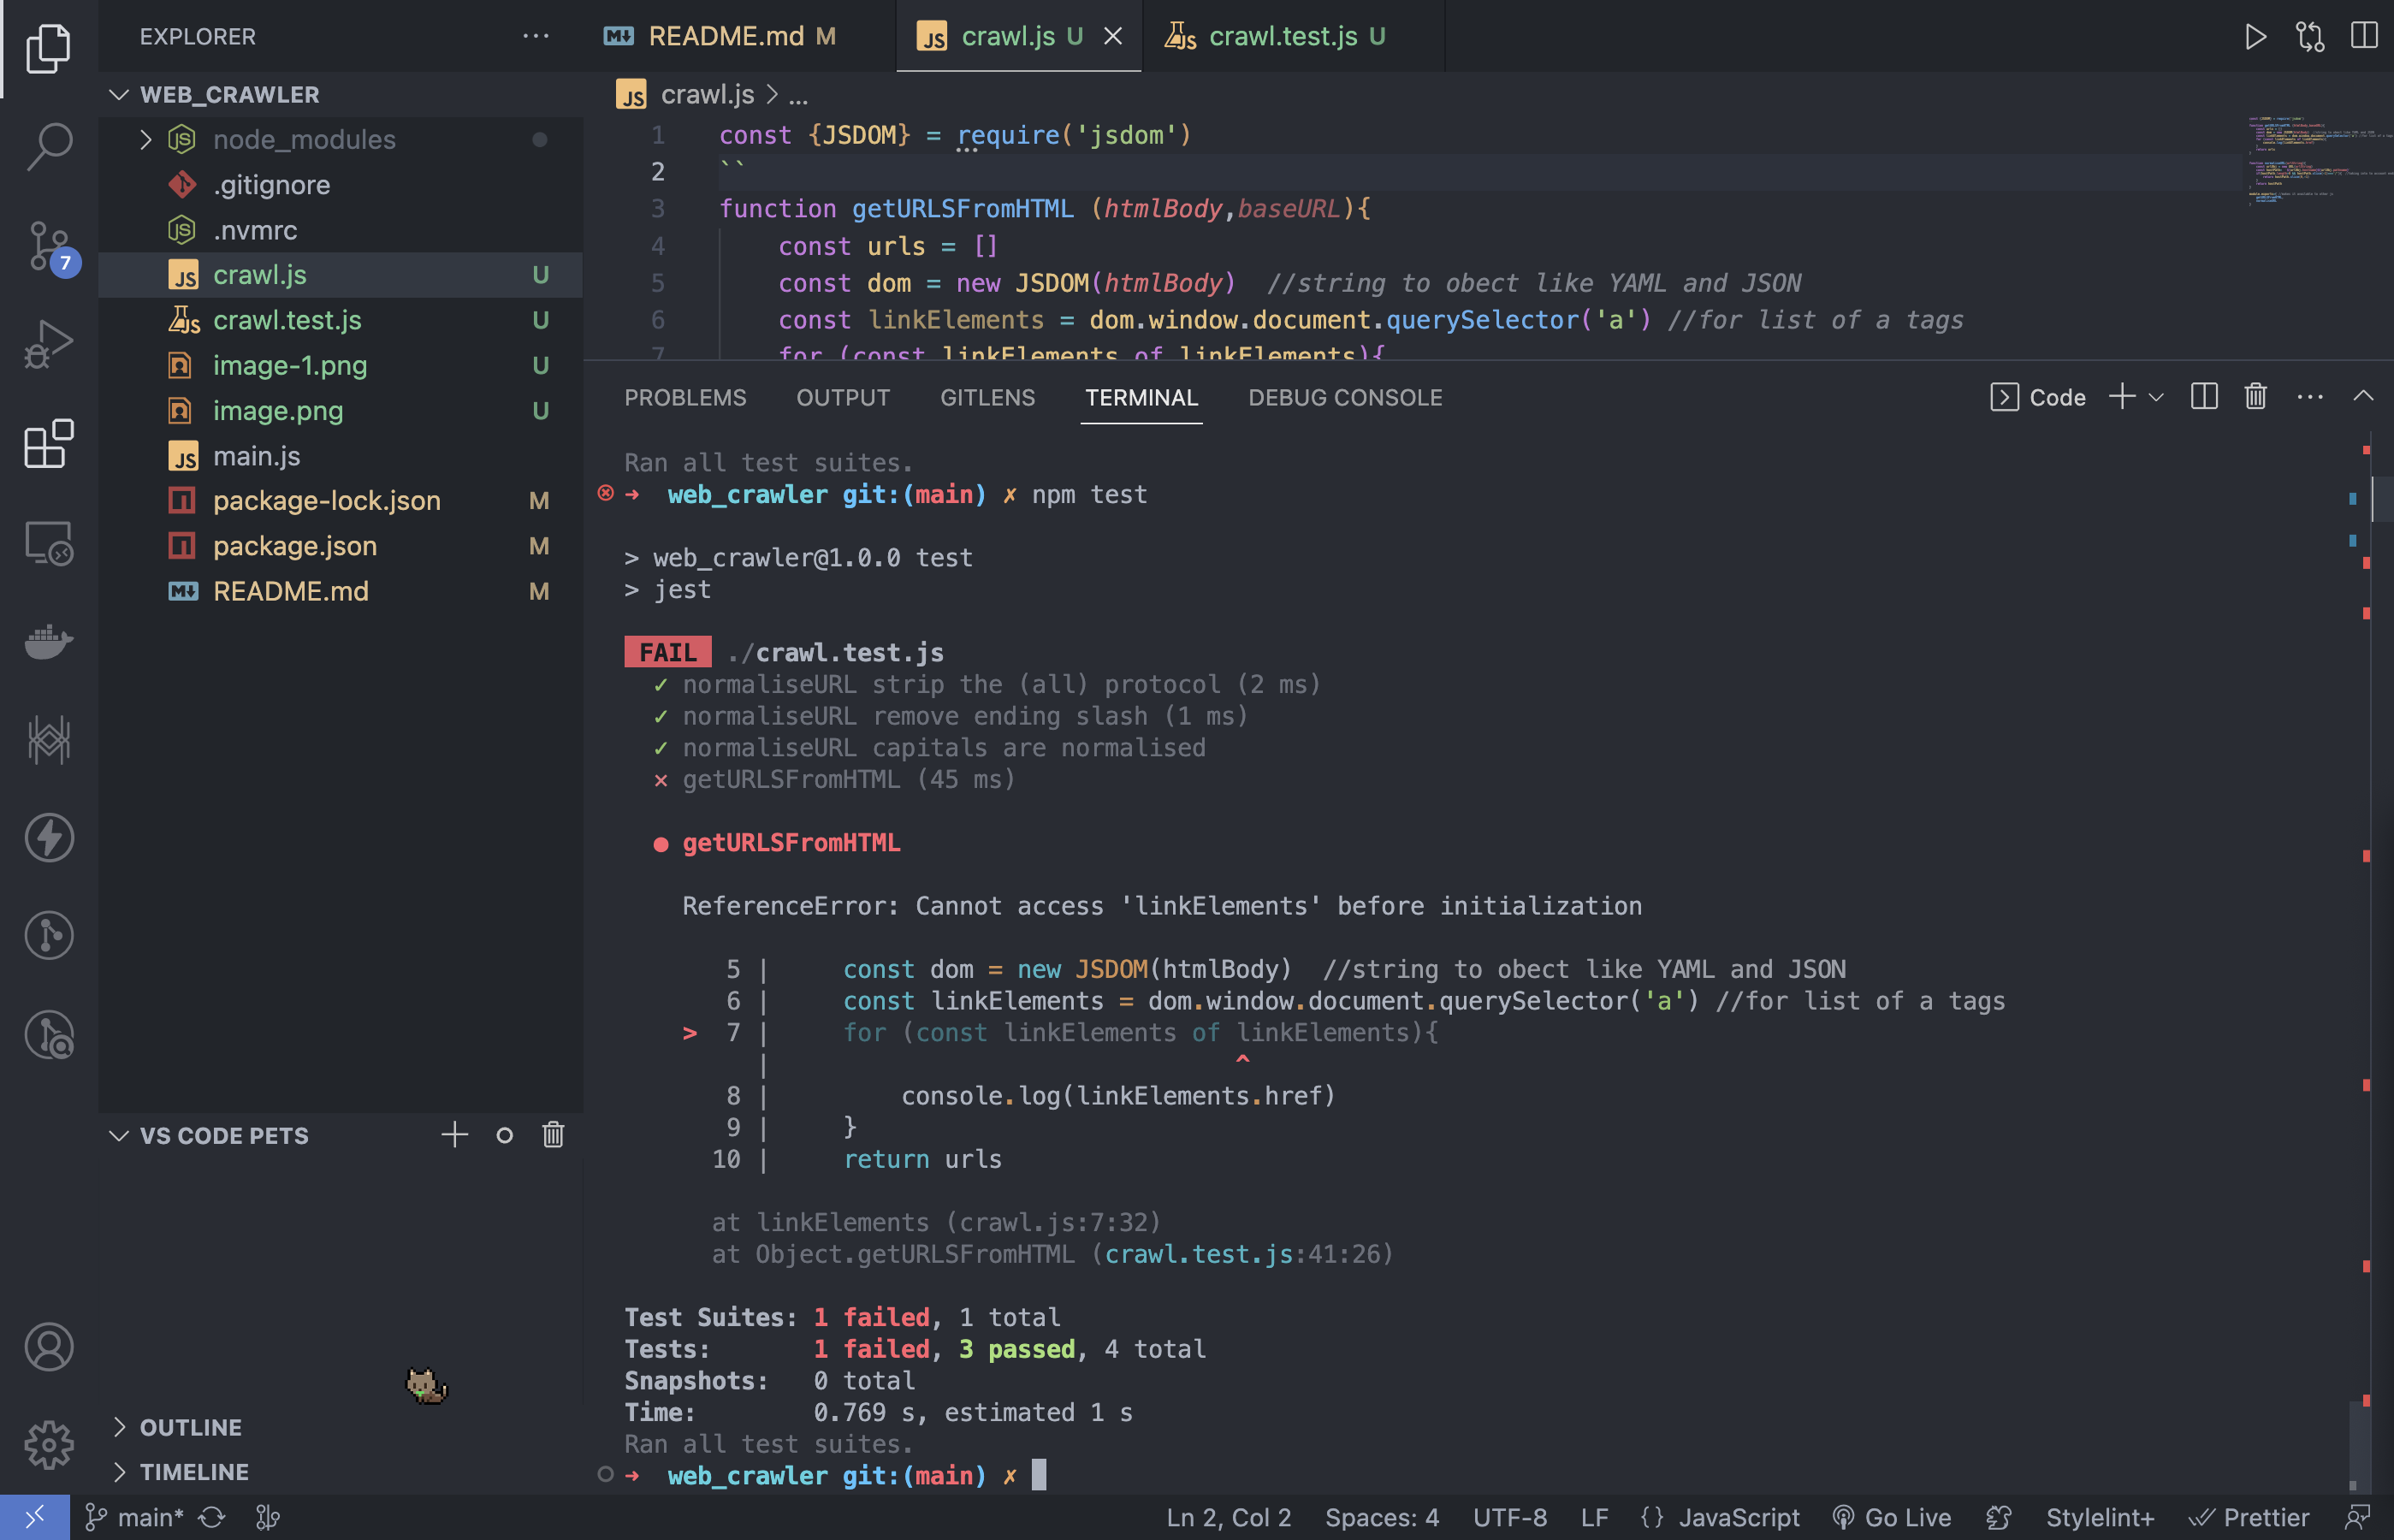 EXPLORER
README.md M
crawl.js U
crawl.test.js U
WEB_CRAWLER
node_modules
.gitignore
.nvmrc
crawl.js U
crawl.test.js U
image-1.png U
image.png U
main.js
package-lock.json M
package.json M
README.md M
7
VS CODE PETS
OUTLINE
TIMELINE
crawl.js > ...
1 const {JSDOM} = require('jsdom')
2 ``
3 function getURLSFromHTML (htmlBody,baseURL){
4 const urls = []
5 const dom = new JSDOM(htmlBody)  //string to obect like YAML and JSON
6 const linkElements = dom.window.document.querySelector('a') //for list of a tags
7 for (const linkElements of linkElements){
PROBLEMS OUTPUT GITLENS TERMINAL DEBUG CONSOLE
Code
Ran all test suites.
➜  web_crawler git:(main) ✗ npm test
> web_crawler@1.0.0 test
> jest
FAIL ./crawl.test.js
✓ normaliseURL strip the (all) protocol (2 ms)
✓ normaliseURL remove ending slash (1 ms)
✓ normaliseURL capitals are normalised
✕ getURLSFromHTML (45 ms)
● getURLSFromHTML
ReferenceError: Cannot access 'linkElements' before initialization
5 |     const dom = new JSDOM(htmlBody)  //string to obect like YAML and JSON
6 |     const linkElements = dom.window.document.querySelector('a') //for list of a tags
> 7 |     for (const linkElements of linkElements){
|                                ^
8 |         console.log(linkElements.href)
9 |     }
10 |     return urls
at linkElements (crawl.js:7:32)
at Object.getURLSFromHTML (crawl.test.js:41:26)
Test Suites: 1 failed, 1 total
Tests:       1 failed, 3 passed, 4 total
Snapshots:   0 total
Time:        0.769 s, estimated 1 s
Ran all test suites.
➜  web_crawler git:(main) ✗
main* Ln 2, Col 2 Spaces: 4 UTF-8 LF {} JavaScript Go Live Stylelint+ Prettier